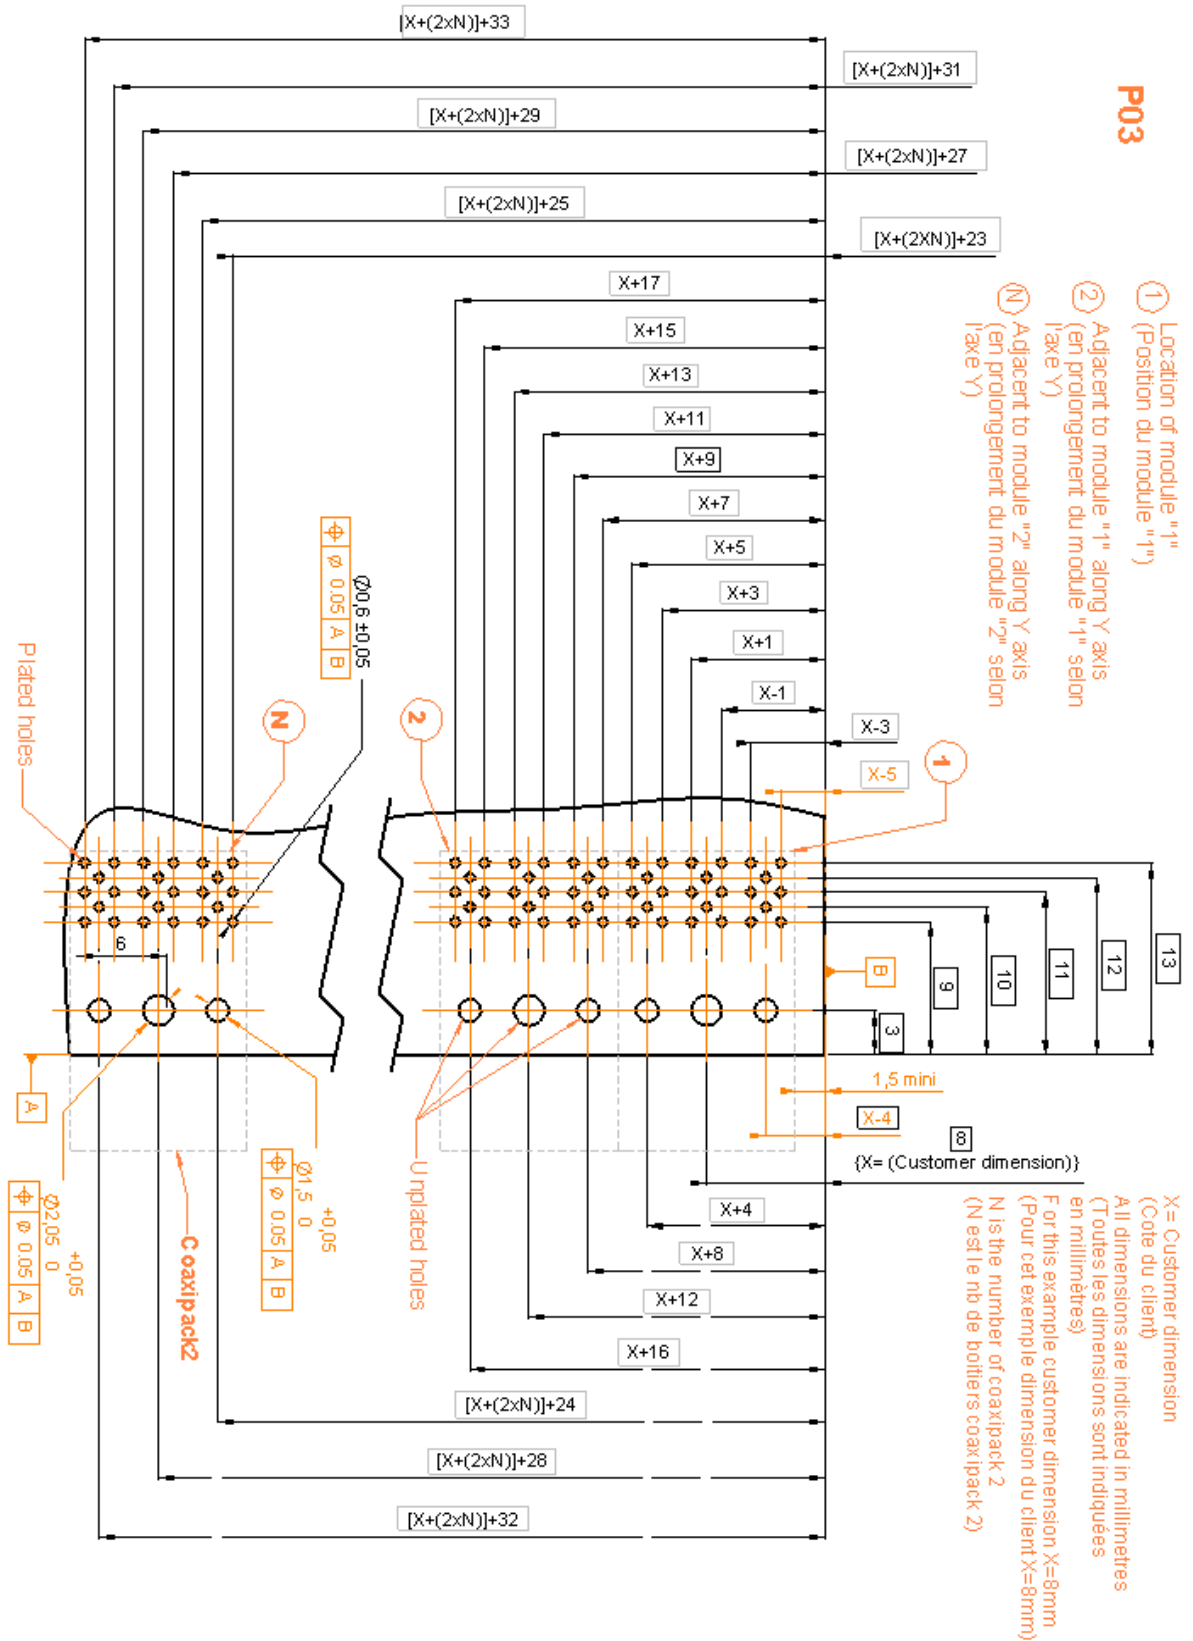 P03
[X+(2xN)]+33
[X+(2xN)]+31
[X+(2xN)]+29
[X+(2xN)]+27
[X+(2xN)]+25
[X+(2XN)]+23
X+17
X+15
X+13
X+11
X+9
X+7
X+5
X+3
X+1
X-1
X-3
X-5
1 Location of module "1"
(Position du module "1")
2 Adjacent to module "1" along Y axis
(en prolongement du module "1" selon
l'axe Y)
N Adjacent to module "2" along Y axis
(en prolongement du module "2" selon
l'axe Y)
Ø0,6 ±0,05
⌖ Ø 0.05 A B
Plated holes
N
2
1
6
B
13
12
11
10
9
3
1,5 mini
X-4
8
{X= (Customer dimension)}
X+4
X+8
X+12
X+16
[X+(2xN)]+24
[X+(2xN)]+28
[X+(2xN)]+32
A
Unplated holes
+0,05
Ø1,5 0
⌖ Ø 0.05 A B
+0,05
Ø2,05 0
⌖ Ø 0.05 A B
Coaxipack2
X= Customer dimension
(Cote du client)
All dimensions are indicated in millimetres
(Toutes les dimensions sont indiquées
en millimètres)
For this example customer dimension X=8mm
(Pour cet exemple dimension du client X=8mm)
N is the number of coaxipack 2
(N est le nb de boitiers coaxipack 2)